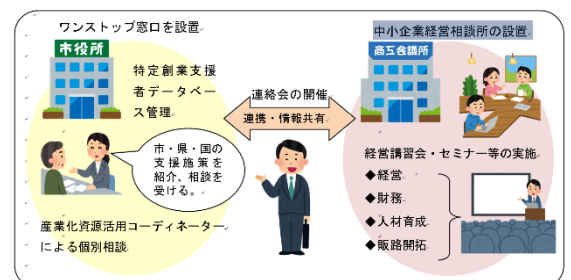 ワンストップ窓口を設置
市役所
特定創業支援
者データベー
ス管理
市・県・国の
支援施策を
紹介、相談を
受ける。
産業化資源活用コーディネーター
による個別相談
連絡会の開催
連携・情報共有
中小企業経営相談所の設置
商工会議所
経営講習会・セミナー等の実施
◆経営
◆財務
◆人材育成
◆販路開拓